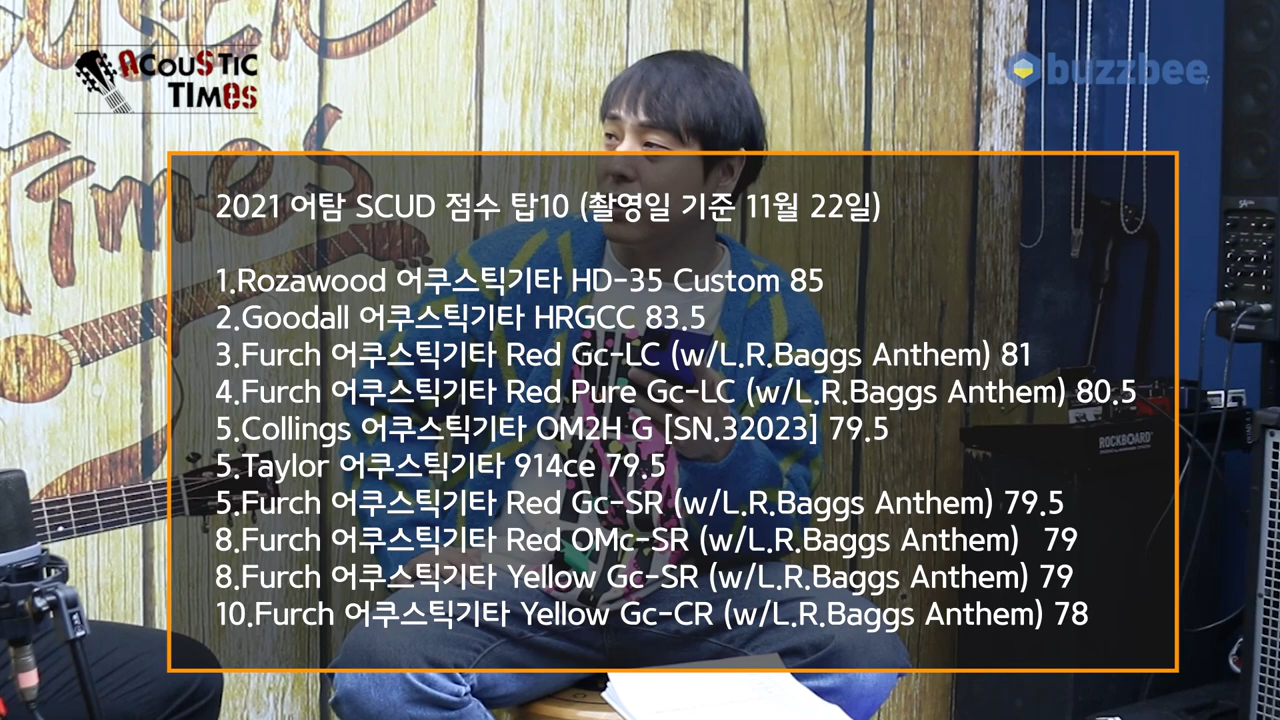 ACOUSTIC
TIMES
buzzbee
Times
2021 어탐 SCUD 점수 탑10 (촬영일 기준 11월 22일)
1.Rozawood 어쿠스틱기타 HD-35 Custom 85
2.Goodall 어쿠스틱기타 HRGCC 83.5
3.Furch 어쿠스틱기타 Red Gc-LC (w/L.R.Baggs Anthem) 81
4.Furch 어쿠스틱기타 Red Pure Gc-LC (w/L.R.Baggs Anthem) 80.5
5.Collings 어쿠스틱기타 OM2H G [SN.32023] 79.5
5.Taylor 어쿠스틱기타 914ce 79.5
5.Furch 어쿠스틱기타 Red Gc-SR (w/L.R.Baggs Anthem) 79.5
8.Furch 어쿠스틱기타 Red OMc-SR (w/L.R.Baggs Anthem) 79
8.Furch 어쿠스틱기타 Yellow Gc-SR (w/L.R.Baggs Anthem) 79
10.Furch 어쿠스틱기타 Yellow Gc-CR (w/L.R.Baggs Anthem) 78
ROCKBOARD